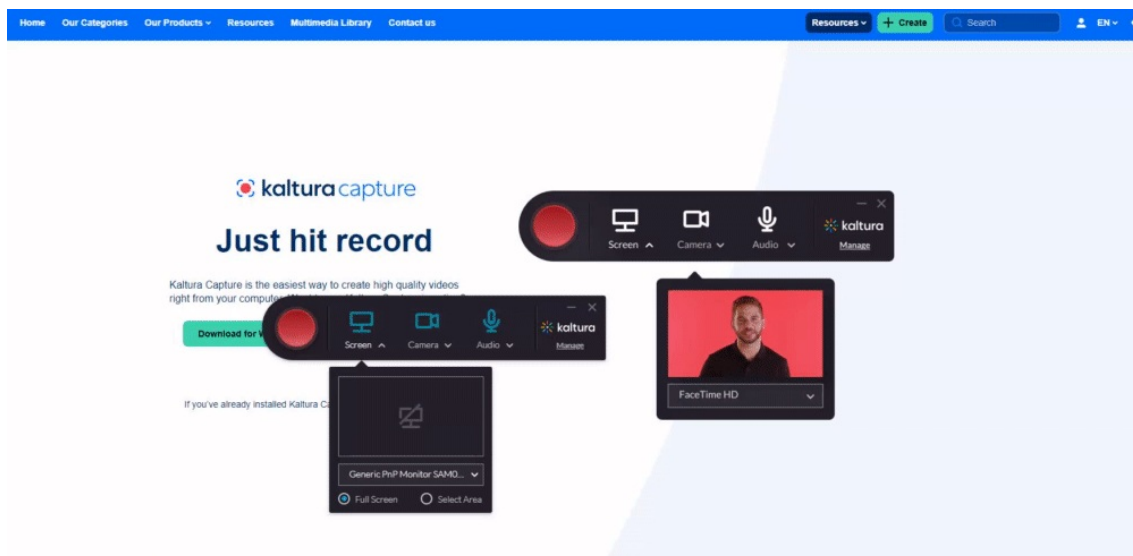 Home Our Categories Our Products Resources Multimedia Library Contact us Resources + Create Search EN
kaltura capture
Just hit record
Kaltura Capture is the easiest way to create high quality videos
right from your computer
Download for
If you've already installed Kaltura
Screen Camera Audio kaltura
Manage
FaceTime HD
Screen Camera Audio kaltura
Manage
Generic PnP Monitor SAM0...
Full Screen Select Area